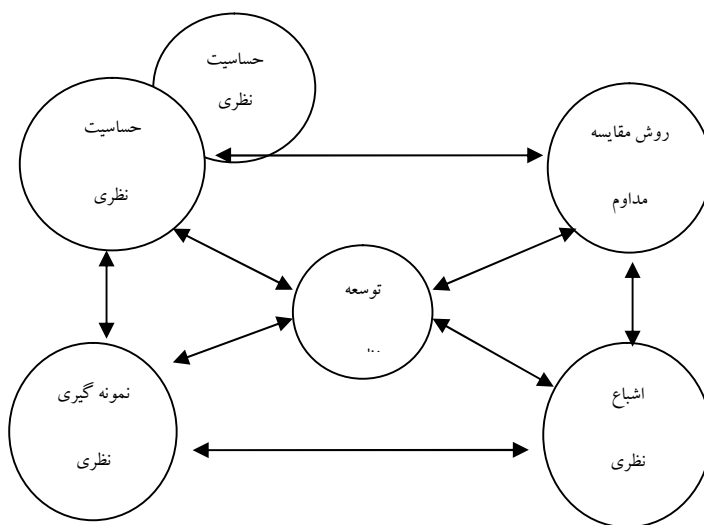 حساسیت
نظری
حساسیت
نظری
روش مقایسه
مداوم
توسعه
نمونه گیری
نظری
اشباع
نظری